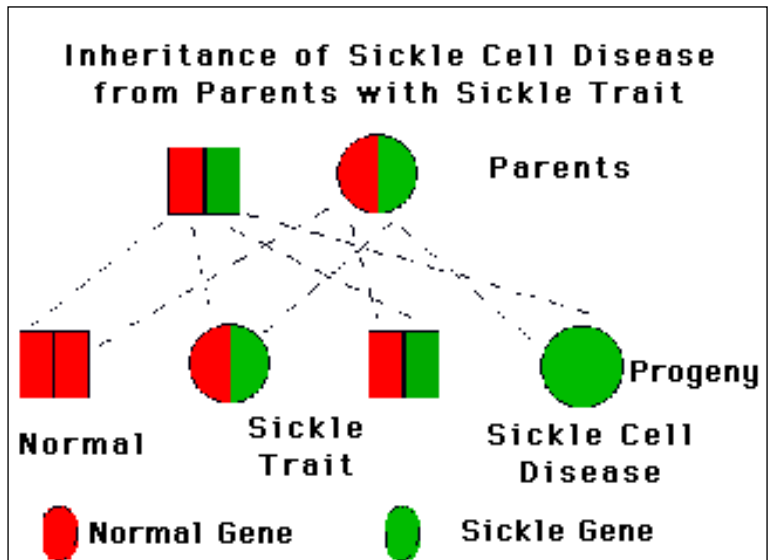 Inheritance of Sickle Cell Disease
from Parents with Sickle Trait
Parents
Progeny
Normal
Sickle
Trait
Sickle Cell
Disease
Normal Gene
Sickle Gene